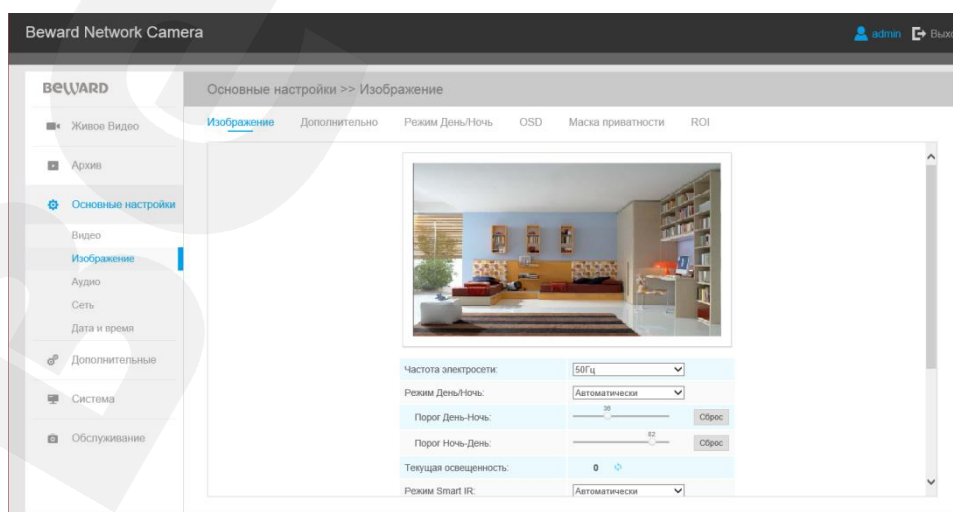 Beward Network Camera
admin
Выхо
BEWARD
Основные настройки >> Изображение
Живое Видео
Архив
Основные настройки
Видео
Изображение
Аудио
Сеть
Дата и время
Дополнительные
Система
Обслуживание
Изображение Дополнительно Режим День/Ночь OSD Маска приватности ROI
Частота электросети: 50Гц
Режим День/Ночь: Автоматически
Порог День-Ночь: 38 Сброс
Порог Ночь-День: 82 Сброс
Текущая освещенность: 0
Режим Smart IR: Автоматически